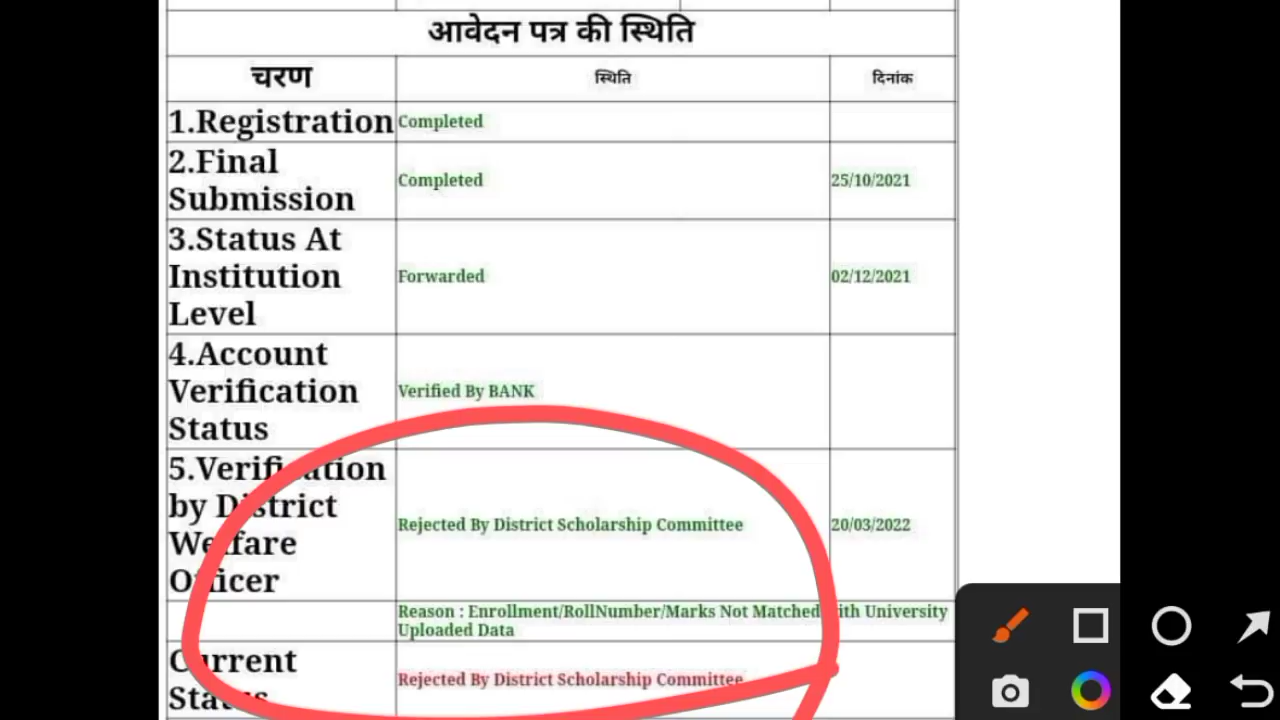 आवेदन पत्र की स्थिति
चरण स्थिति दिनांक
1.Registration Completed
2.Final
Submission Completed 25/10/2021
3.Status At
Institution
Level Forwarded 02/12/2021
4.Account
Verification
Status Verified By BANK
5.Verification
by District
Welfare
Officer Rejected By District Scholarship Committee 20/03/2022
Reason : Enrollment/RollNumber/Marks Not Matched with University
Uploaded Data
Current
Status Rejected By District Scholarship Committee